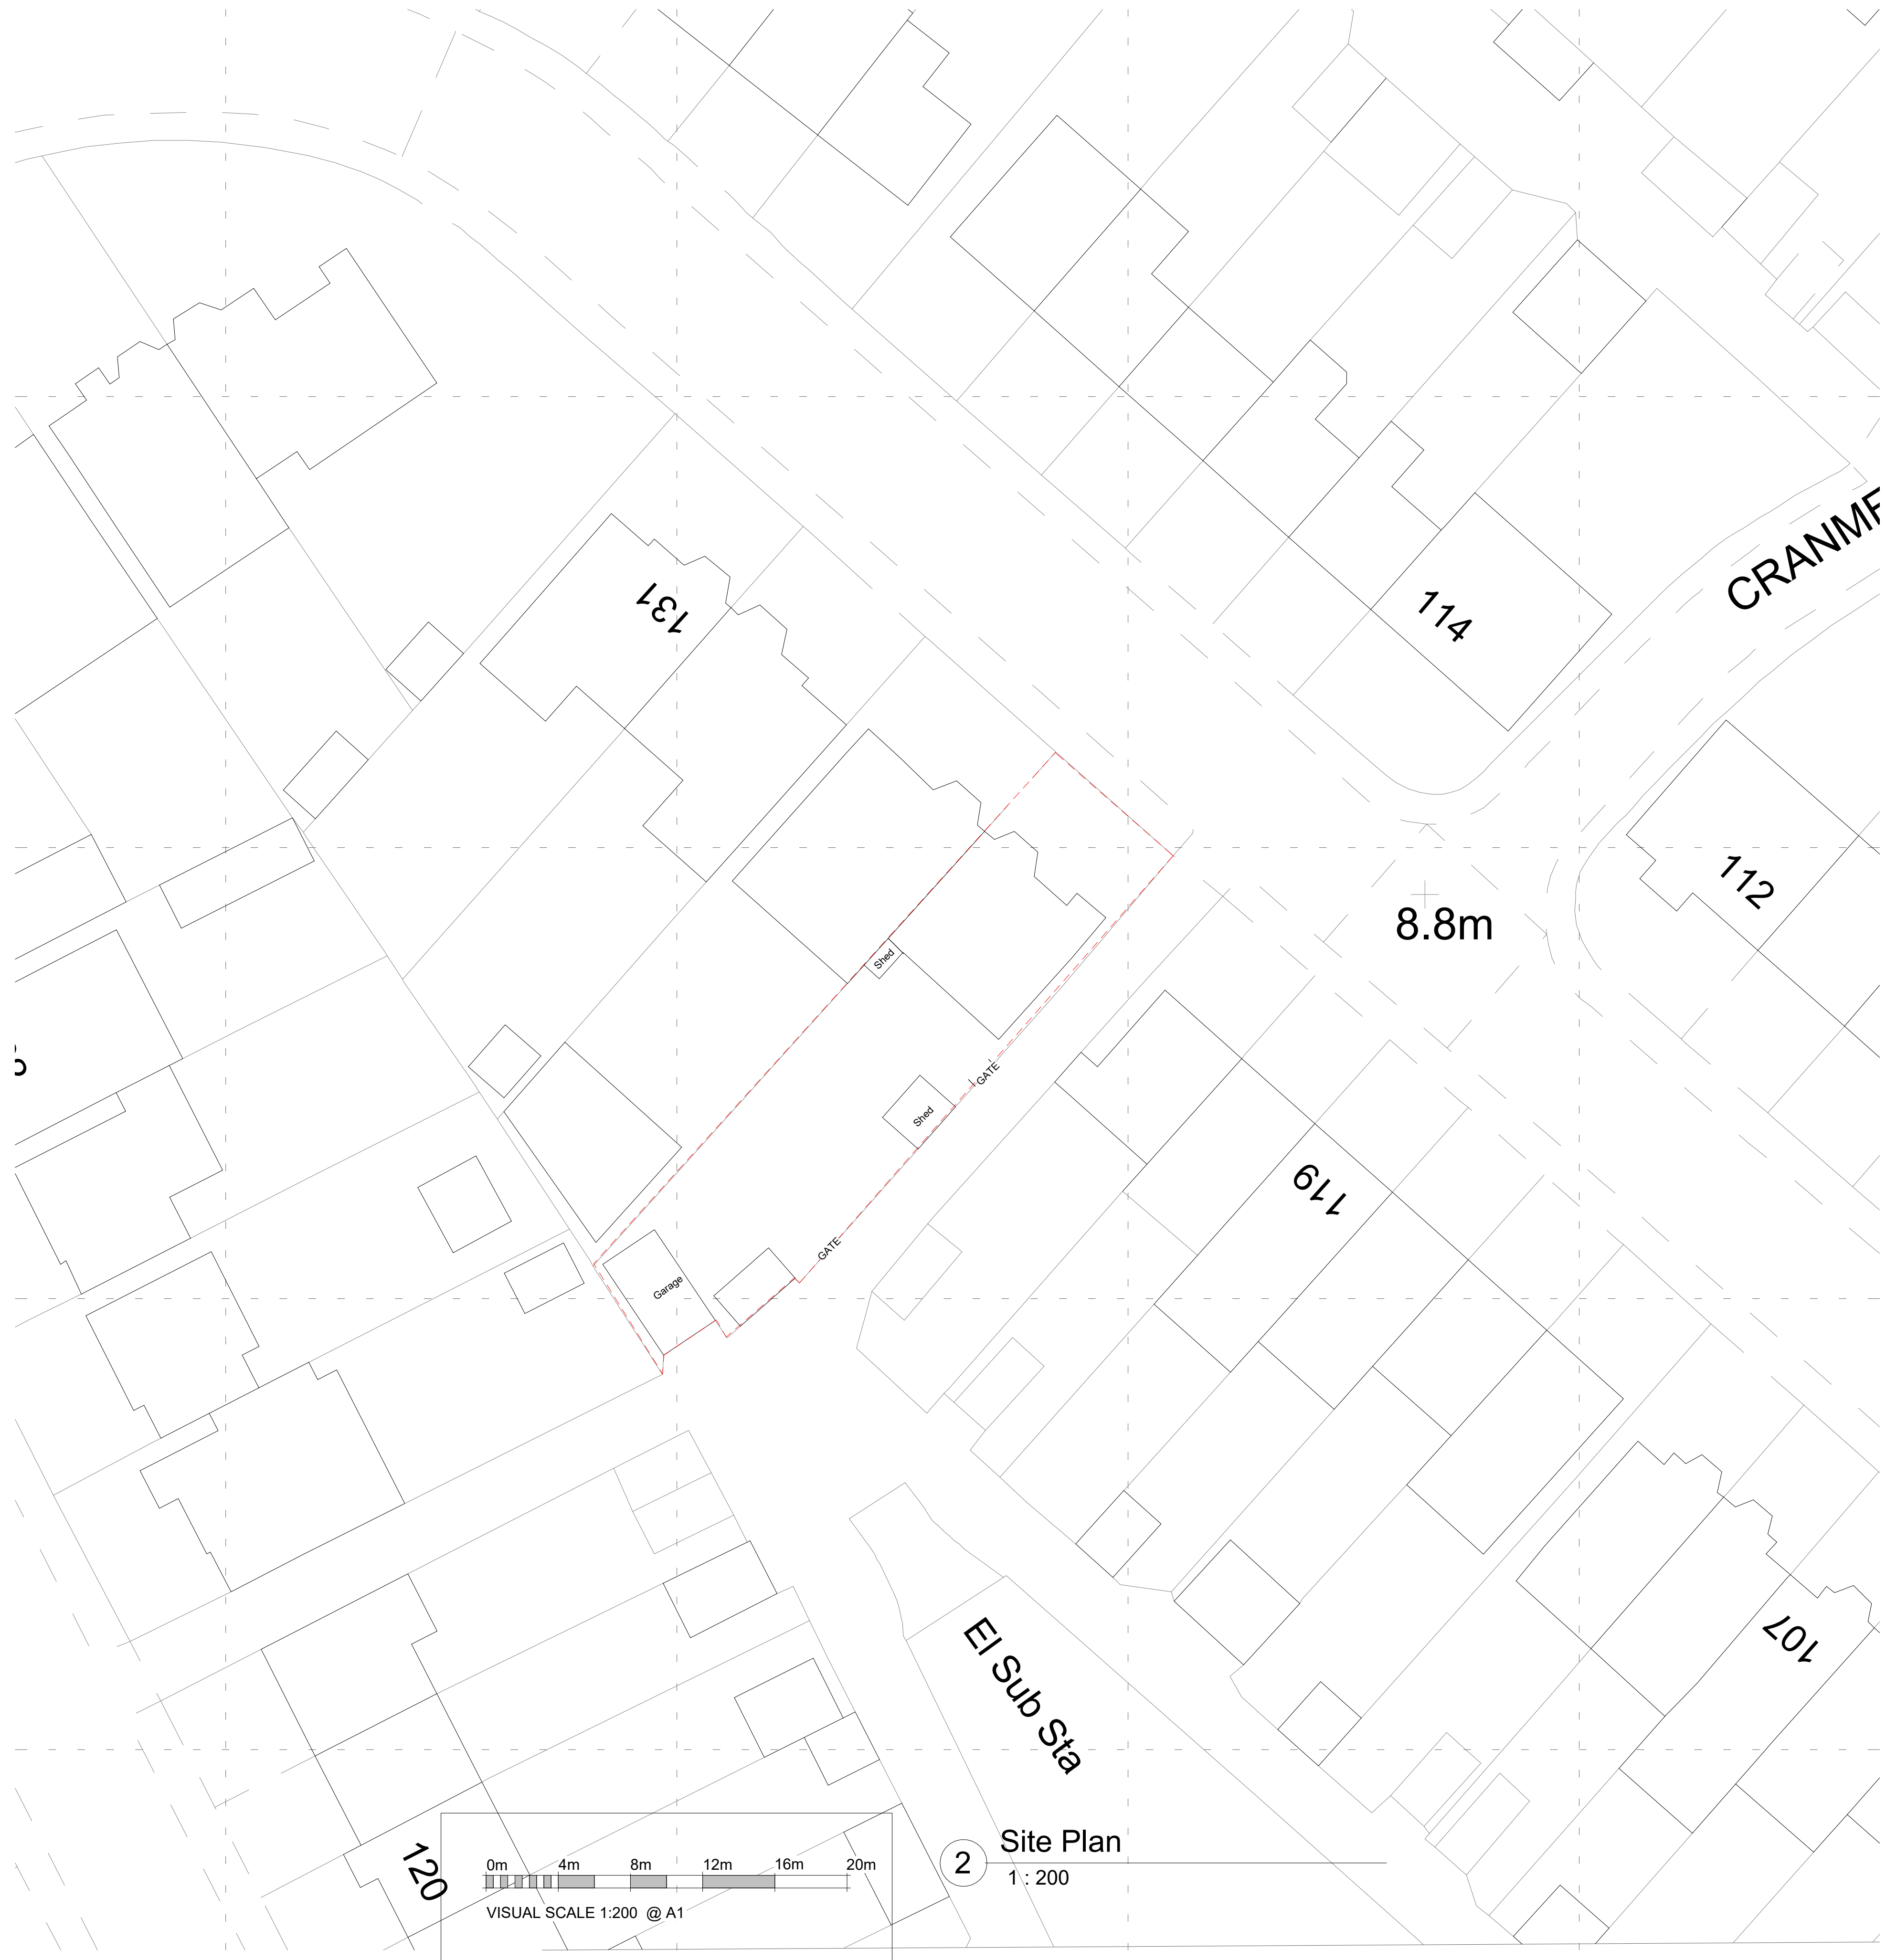 CRANME
131
114
112
8.8m
Shed
GATE
Shed
119
GATE
Garage
107
El Sub Sta
120
0m 4m 8m 12m 16m 20m
VISUAL SCALE 1:200 @ A1
2
Site Plan
1 : 200